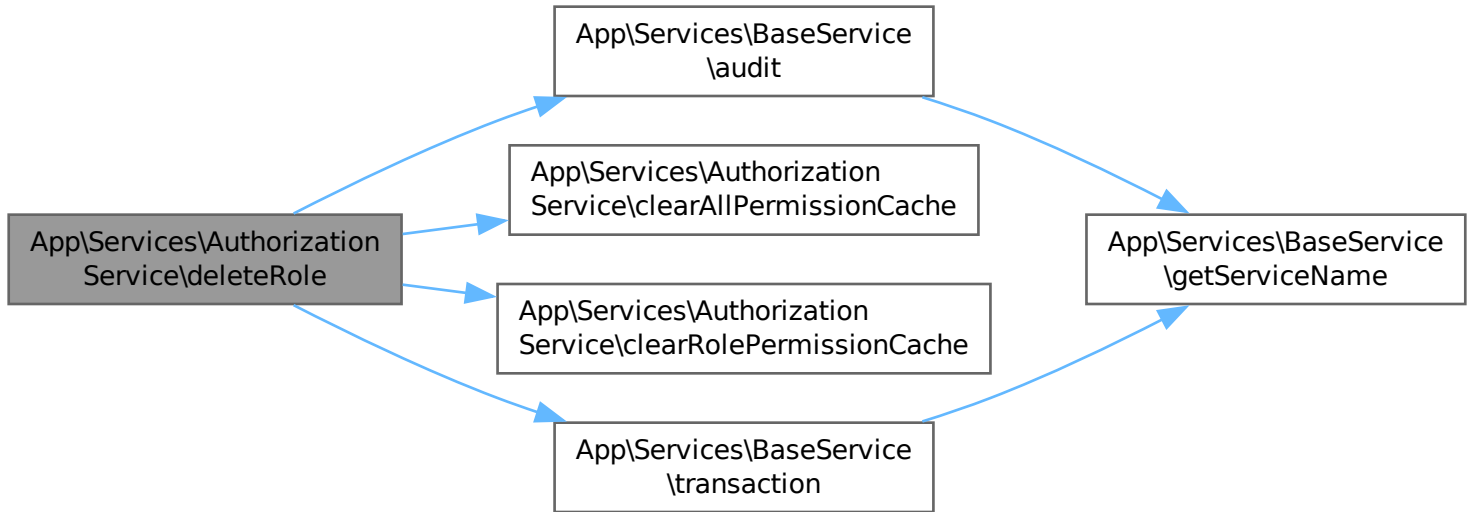 App\Services\BaseService
\audit
App\Services\Authorization
Service\clearAllPermissionCache
App\Services\Authorization
Service\deleteRole
App\Services\BaseService
\getServiceName
App\Services\Authorization
Service\clearRolePermissionCache
App\Services\BaseService
\transaction